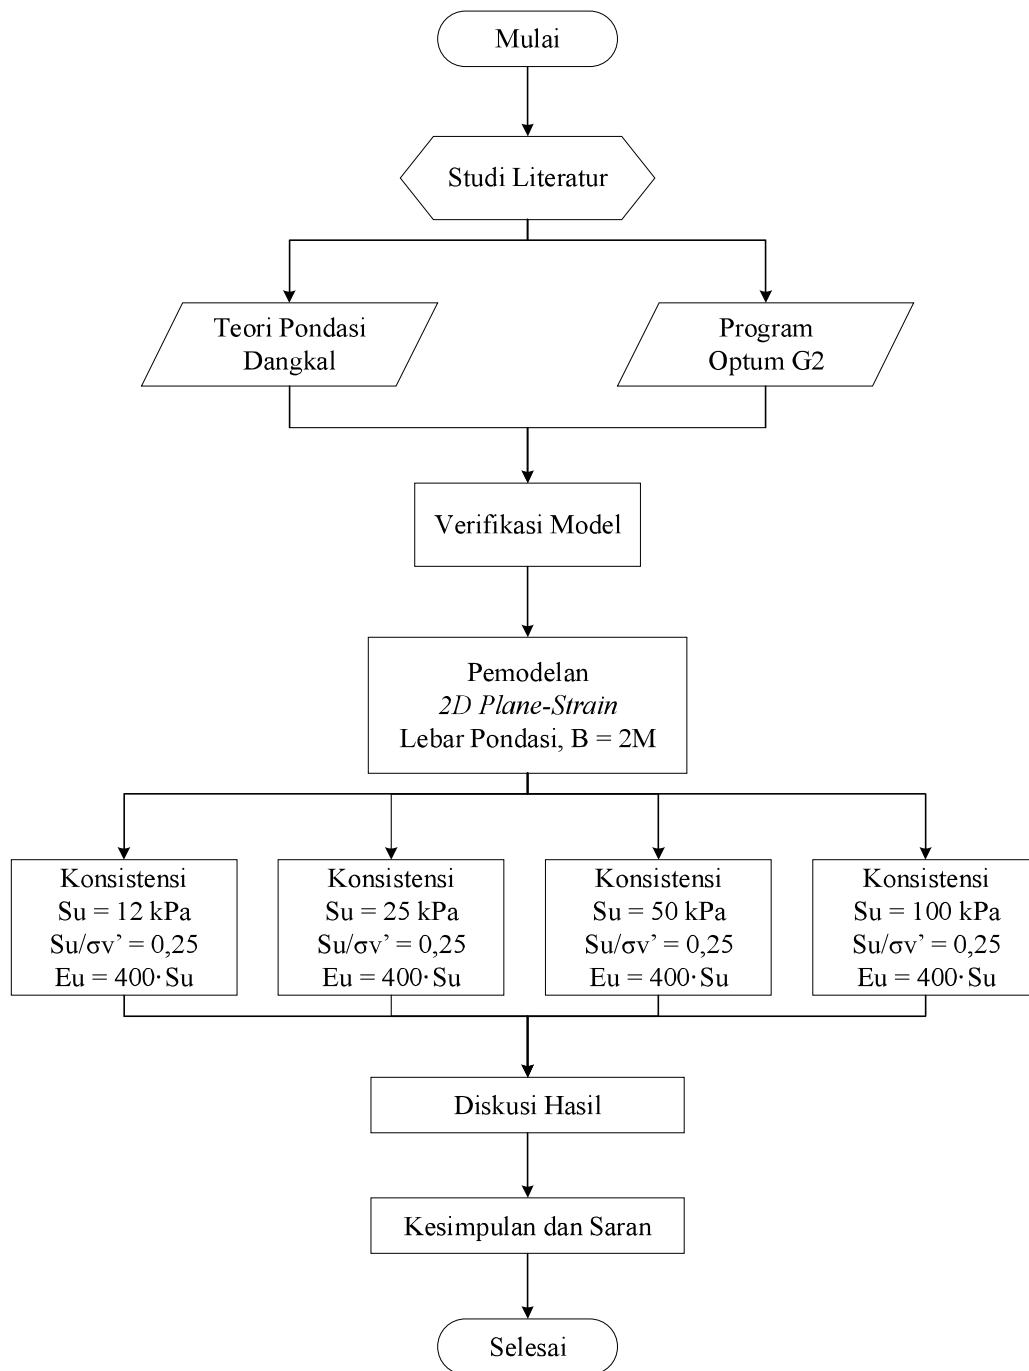 Mulai
Studi Literatur
Teori Pondasi
Dangkal
Program
Optum G2
Verifikasi Model
Pemodelan
2D Plane-Strain
Lebar Pondasi, B = 2M
Konsistensi
Su = 12 kPa
Su/σv’ = 0,25
Eu = 400·Su
Konsistensi
Su = 25 kPa
Su/σv’ = 0,25
Eu = 400·Su
Konsistensi
Su = 50 kPa
Su/σv’ = 0,25
Eu = 400·Su
Konsistensi
Su = 100 kPa
Su/σv’ = 0,25
Eu = 400·Su
Diskusi Hasil
Kesimpulan dan Saran
Selesai